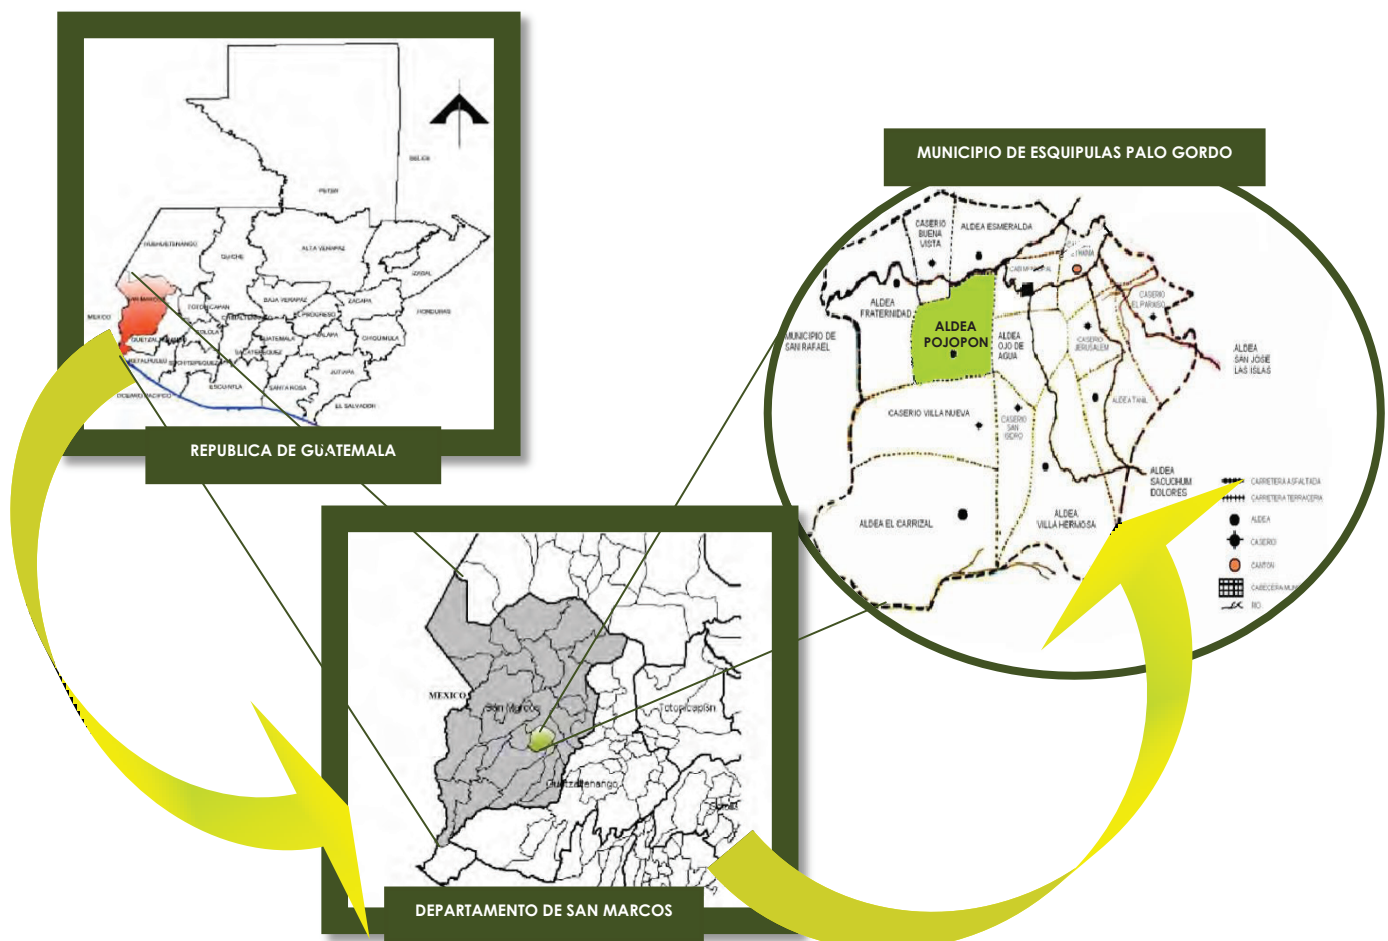 BELICE
PETEN
HUEHUETENANGO
ALTA VERAPAZ
QUICHE
IZABAL
SAN MARCOS
BAJA VERAPAZ
ZACAPA
TOTONICAPAN
EL PROGRESO
HONDURAS
MEXICO
CHIMALTENANGO
SOLOLA
GUATEMALA
JALAPA
CHIQUIMULA
SACATEPEQUEZ
JUTIAPA
ESCUINTLA
SANTA ROSA
OCEANO PACIFICO
EL SALVADOR
REPUBLICA DE GUATEMALA
MUNICIPIO DE ESQUIPULAS PALO GORDO
CASERIO
BUENA
VISTA
ALDEA ESMERALDA
ALDEA
FRATERNIDAD
ALDEA
POJOPON
ALDEA
OJO DE
AGUA
CASERIO
JERUSALEM
CASERIO
EL PARAISO
MUNICIPIO DE
SAN RAFAEL
ALDEA
SAN JOSE
LAS ISLAS
CASERIO VILLA NUEVA
CASERIO
SAN
ISIDRO
ALDEA TANIL
ALDEA
SACUCHUM
DOLORES
ALDEA EL CARRIZAL
ALDEA
VILLA HERMOSA
CARRETERA ASFALTADA
CARRETERA TERRACERIA
ALDEA
CASERIO
CANTON
CABECERA MUNI
RIO
MEXICO
San Marcos
Totonicapán
Quetzaltenango
DEPARTAMENTO DE SAN MARCOS